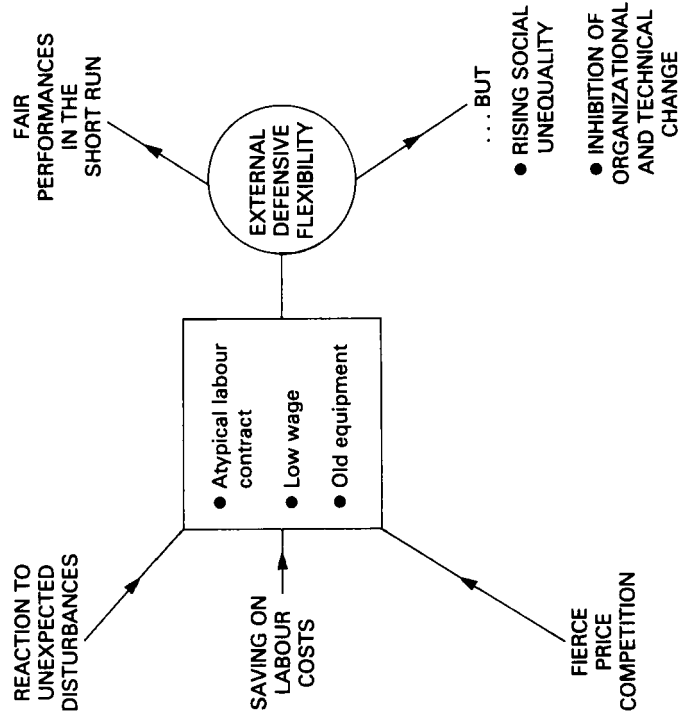 REACTION TO
UNEXPECTED
DISTURBANCES
SAVING ON
LABOUR
COSTS
FIERCE
PRICE
COMPETITION
● Atypical labour
contract
● Low wage
● Old equipment
EXTERNAL
DEFENSIVE
FLEXIBILITY
FAIR
PERFORMANCES
IN THE
SHORT RUN
... BUT
● RISING SOCIAL
UNEQUALITY
● INHIBITION OF
ORGANIZATIONAL
AND TECHNICAL
CHANGE